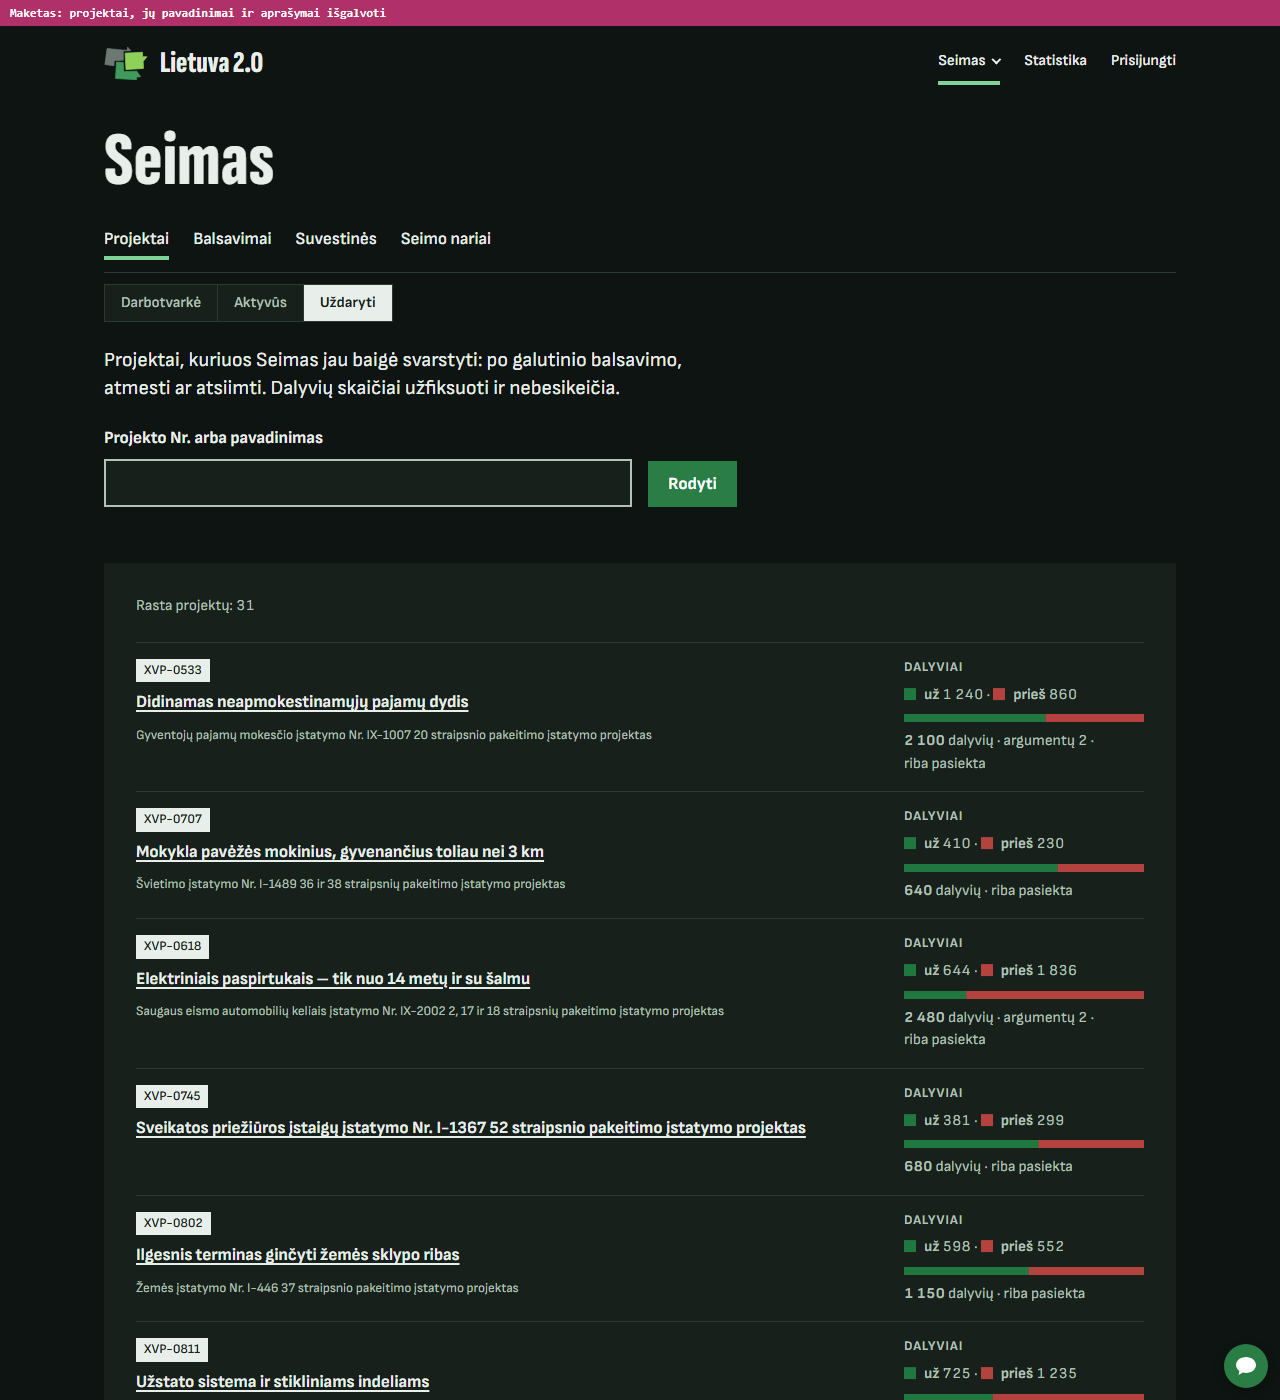 Maketas: projektai, jų pavadinimai ir aprašymai išgalvoti
Lietuva 2.0
Seimas
Statistika
Prisijungti
Seimas
Projektai
Balsavimai
Suvestinės
Seimo nariai
Darbotvarkė
Aktyvūs
Uždaryti
Projektai, kuriuos Seimas jau baigė svarstyti: po galutinio balsavimo,
atmesti ar atsiimti. Dalyvių skaičiai užfiksuoti ir nebesikeičia.
Projekto Nr. arba pavadinimas
Rodyti
Rasta projektų: 31
XVP-0533
Didinamas neapmokestinamųjų pajamų dydis
Gyventojų pajamų mokesčio įstatymo Nr. IX-1007 20 straipsnio pakeitimo įstatymo projektas
DALYVIAI
už 1 240 · prieš 860
2 100 dalyvių · argumentų 2 ·
riba pasiekta
XVP-0707
Mokykla pavėžės mokinius, gyvenančius toliau nei 3 km
Švietimo įstatymo Nr. I-1489 36 ir 38 straipsnių pakeitimo įstatymo projektas
DALYVIAI
už 410 · prieš 230
640 dalyvių · riba pasiekta
XVP-0618
Elektriniais paspirtukais – tik nuo 14 metų ir su šalmu
Saugaus eismo automobilių keliais įstatymo Nr. IX-2002 2, 17 ir 18 straipsnių pakeitimo įstatymo projektas
DALYVIAI
už 644 · prieš 1 836
2 480 dalyvių · argumentų 2 ·
riba pasiekta
XVP-0745
Sveikatos priežiūros įstaigų įstatymo Nr. I-1367 52 straipsnio pakeitimo įstatymo projektas
DALYVIAI
už 381 · prieš 299
680 dalyvių · riba pasiekta
XVP-0802
Ilgesnis terminas ginčyti žemės sklypo ribas
Žemės įstatymo Nr. I-446 37 straipsnio pakeitimo įstatymo projektas
DALYVIAI
už 598 · prieš 552
1 150 dalyvių · riba pasiekta
XVP-0811
Užstato sistema ir stikliniams indeliams
DALYVIAI
už 725 · prieš 1 235